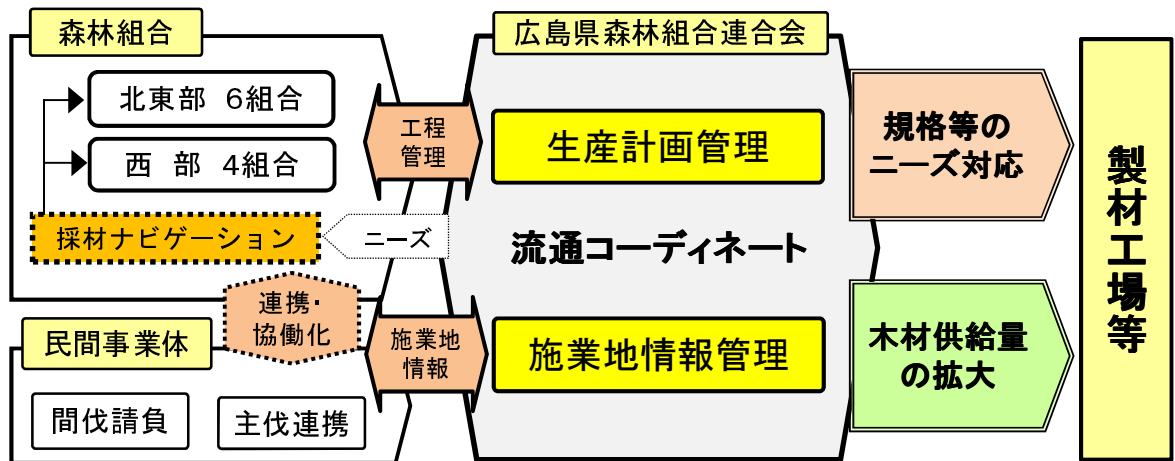 森林組合
北東部 6組合
西 部 4組合
採材ナビゲーション
ニーズ
連携・
協働化
民間事業体
間伐請負
主伐連携
工程
管理
施業地
情報
広島県森林組合連合会
生産計画管理
流通コーディネート
施業地情報管理
規格等の
ニーズ対応
木材供給量
の拡大
製材工場等